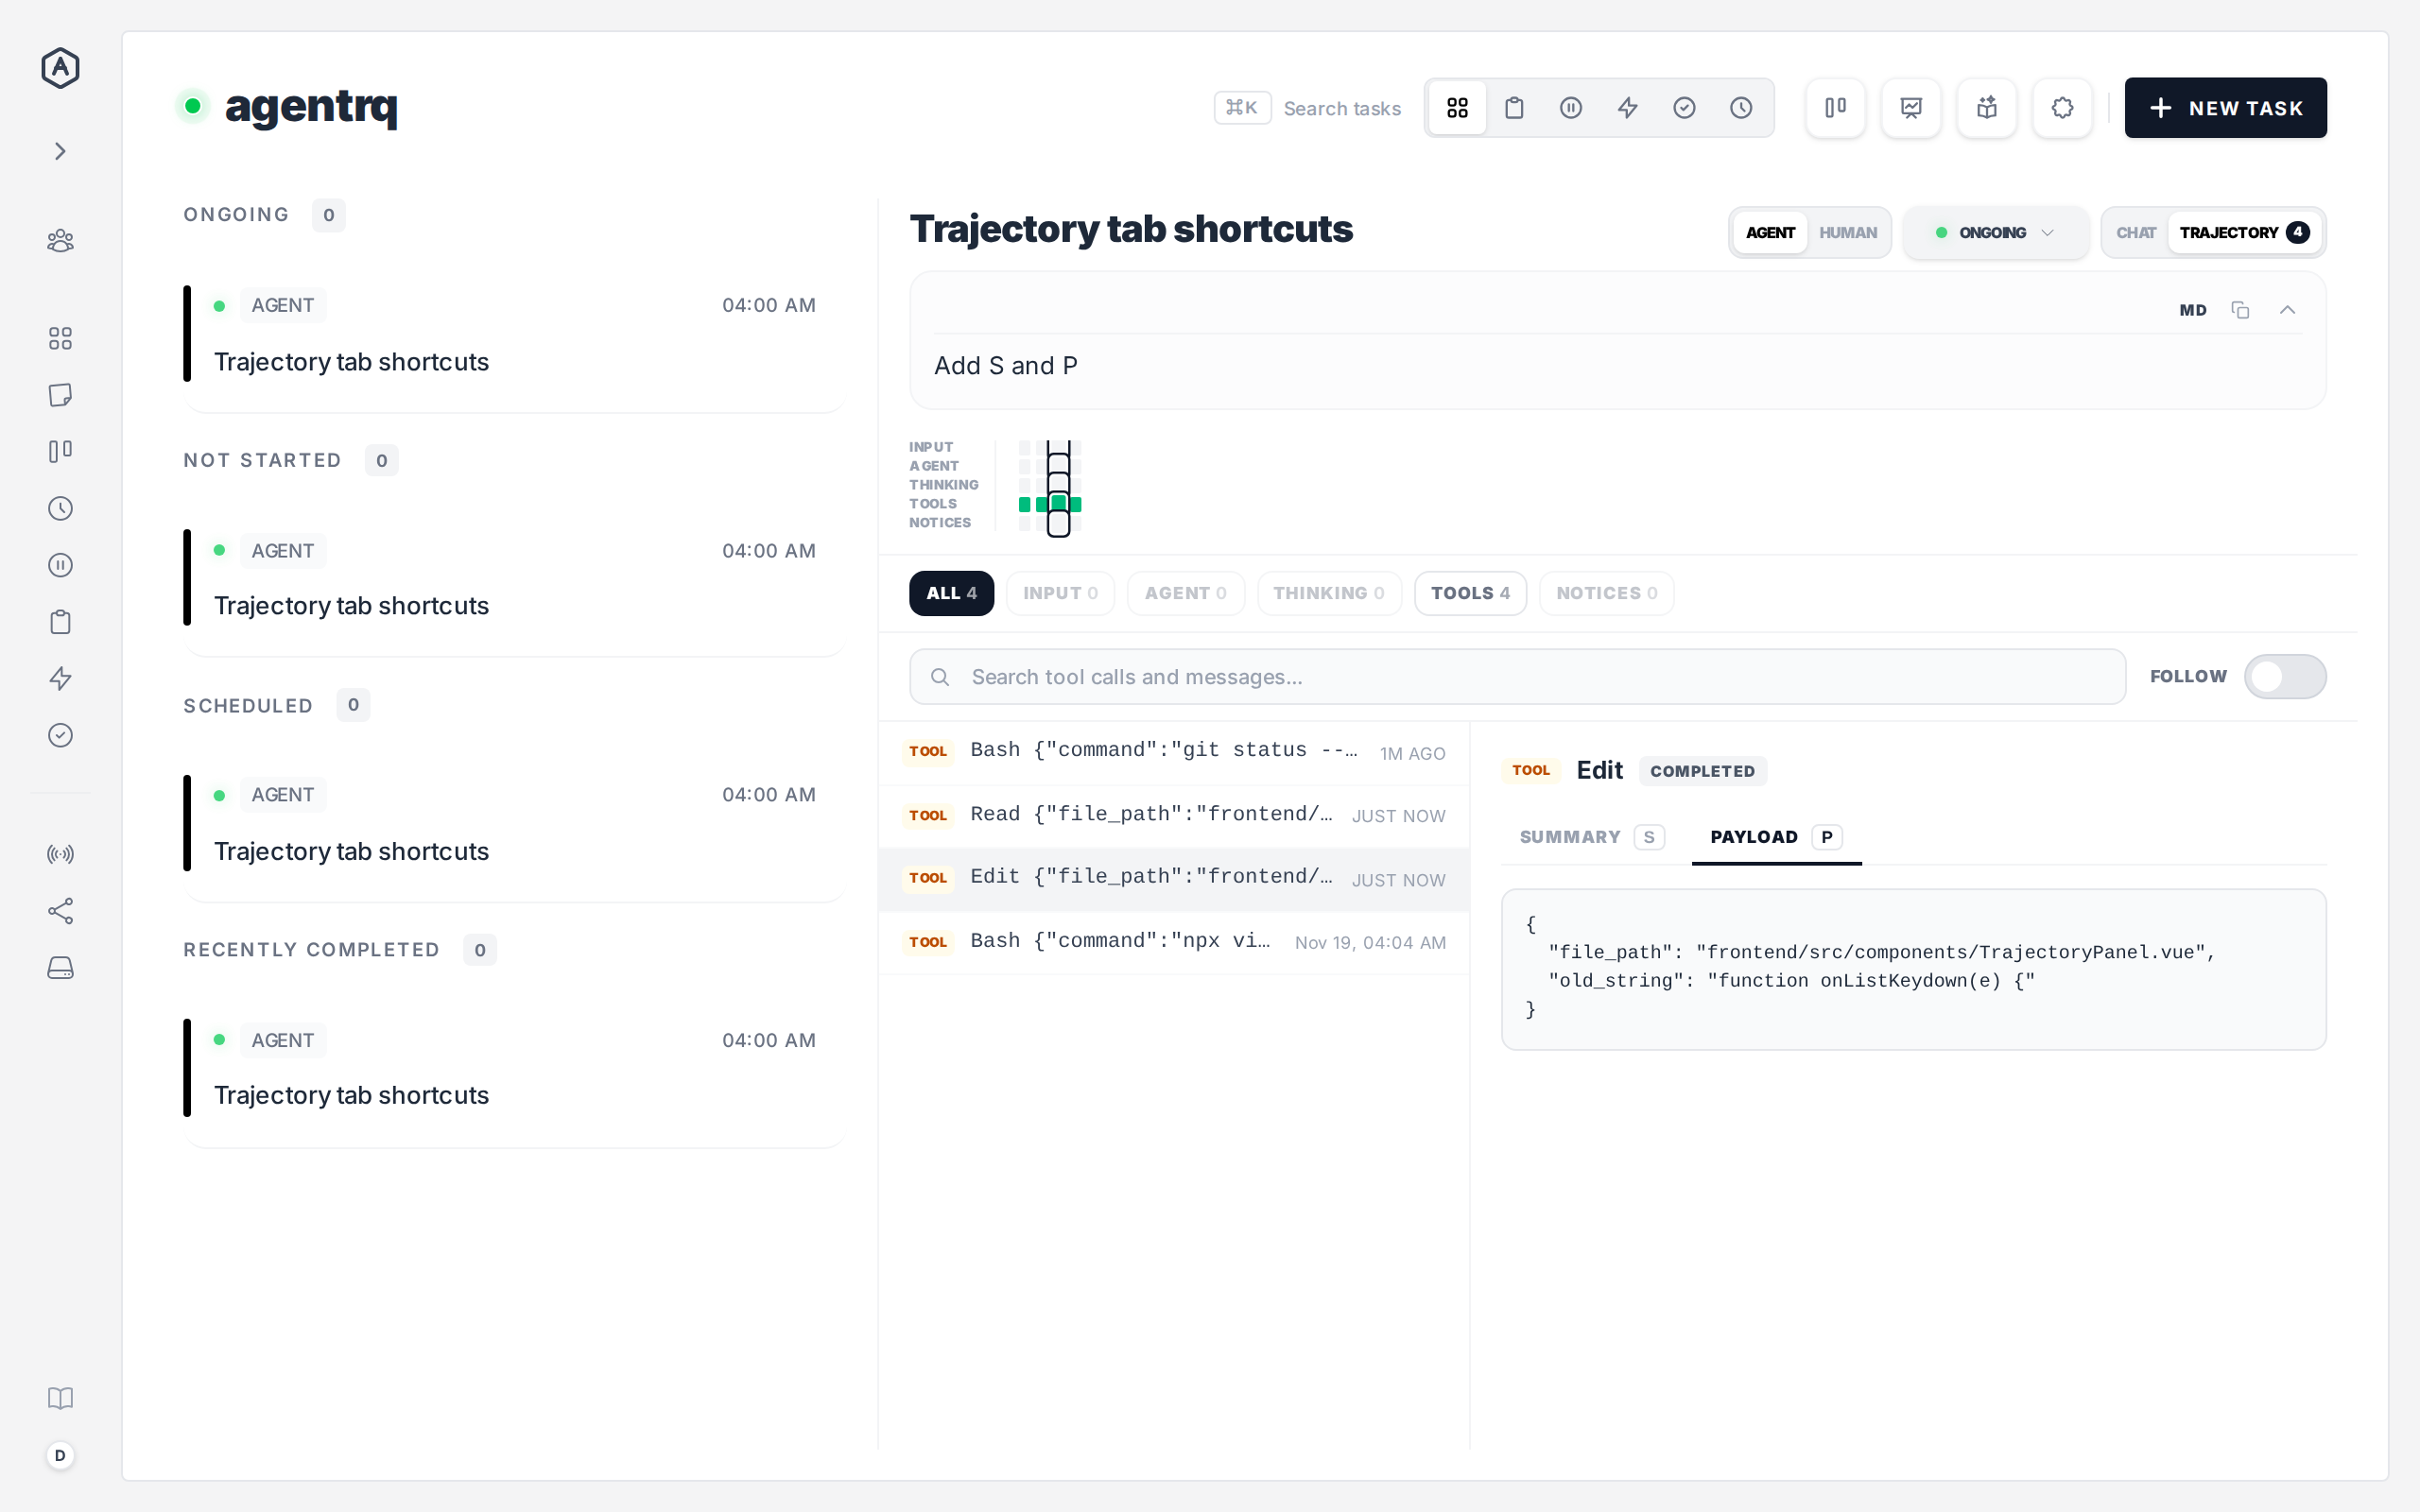 agentrq
⌘K Search tasks
NEW TASK
ONGOING 0
AGENT 04:00 AM
Trajectory tab shortcuts
NOT STARTED 0
AGENT 04:00 AM
Trajectory tab shortcuts
SCHEDULED 0
AGENT 04:00 AM
Trajectory tab shortcuts
RECENTLY COMPLETED 0
AGENT 04:00 AM
Trajectory tab shortcuts
D
Trajectory tab shortcuts
AGENT HUMAN
ONGOING
CHAT TRAJECTORY 4
MD
Add S and P
INPUT
AGENT
THINKING
TOOLS
NOTICES
ALL 4 INPUT 0 AGENT 0 THINKING 0 TOOLS 4 NOTICES 0
Search tool calls and messages...
FOLLOW
TOOL Bash {"command":"git status --… 1M AGO
TOOL Read {"file_path":"frontend/… JUST NOW
TOOL Edit {"file_path":"frontend/… JUST NOW
TOOL Bash {"command":"npx vi… Nov 19, 04:04 AM
TOOL Edit COMPLETED
SUMMARY S PAYLOAD P
{
"file_path": "frontend/src/components/TrajectoryPanel.vue",
"old_string": "function onListKeydown(e) {"
}